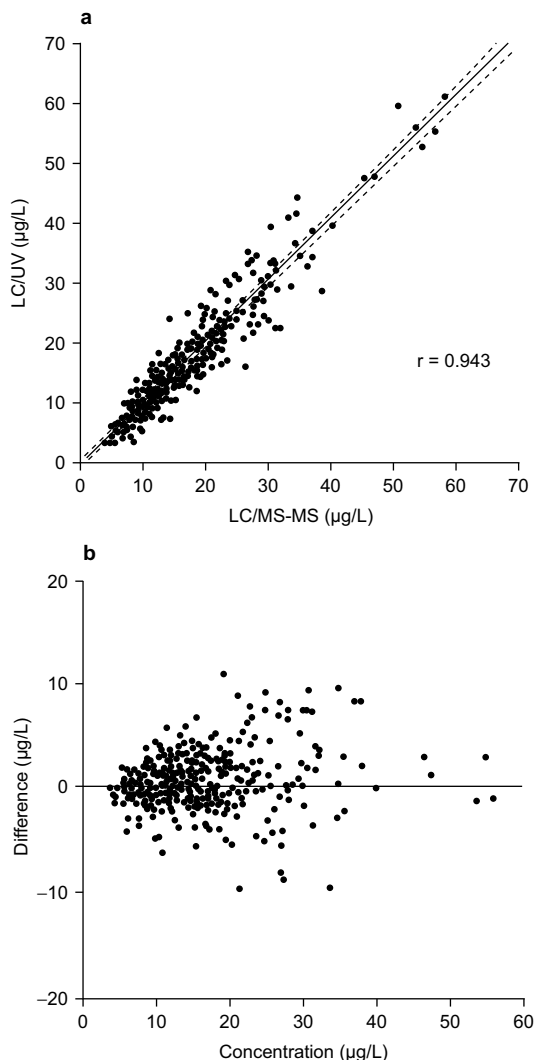 a
70
60
50
40
30
20
10
0
LC/UV (µg/L)
r = 0.943
0 10 20 30 40 50 60 70
LC/MS-MS (µg/L)
b
20
10
0
−10
−20
Difference (µg/L)
0 10 20 30 40 50 60
Concentration (µg/L)